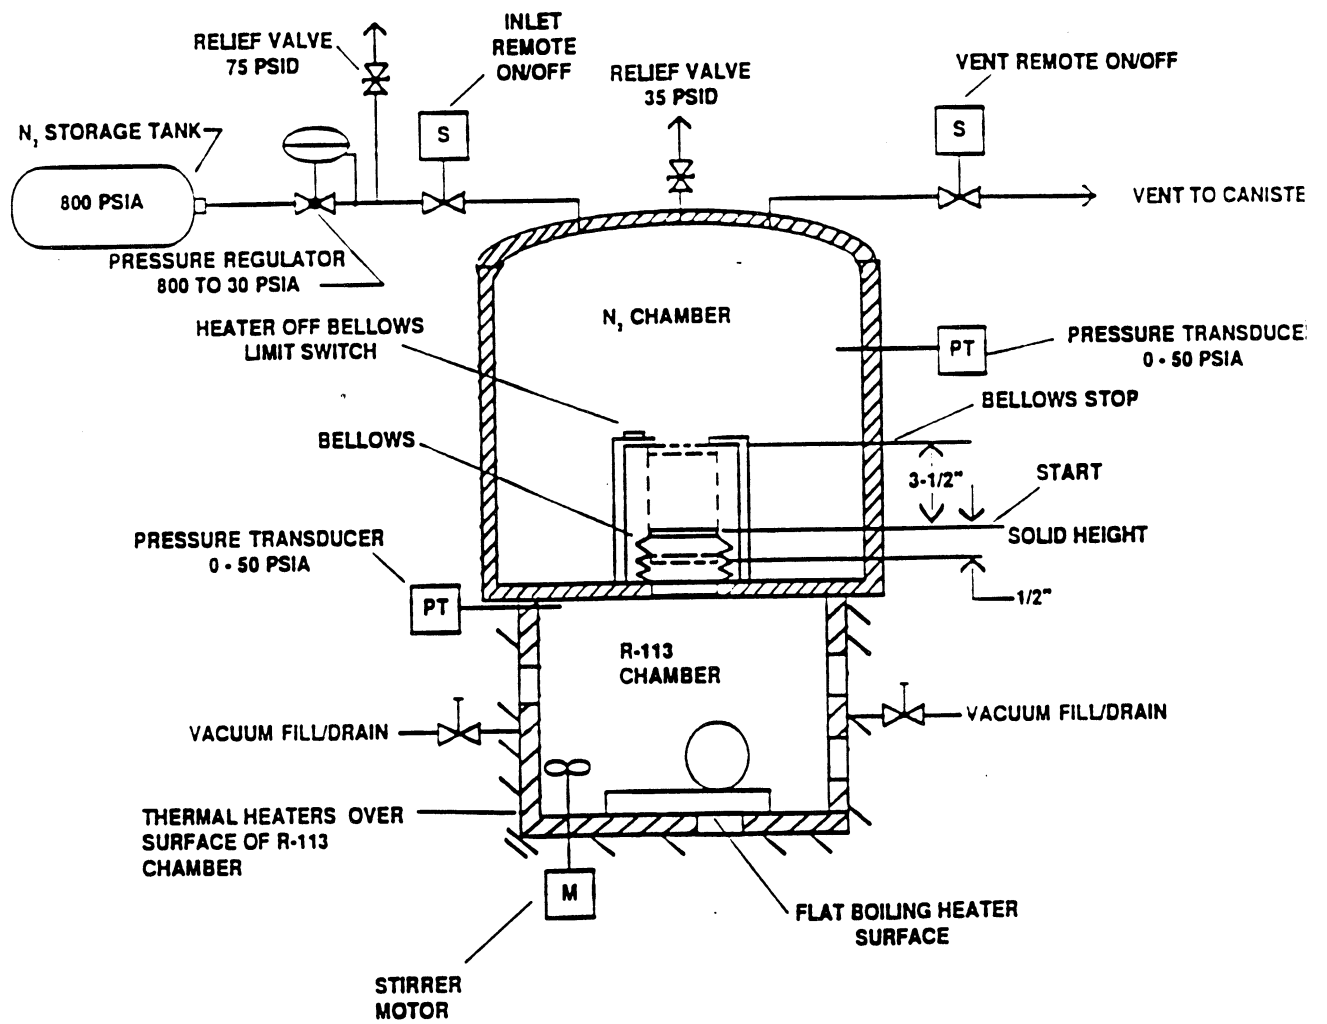 INLET
REMOTE
ON/OFF
RELIEF VALVE
75 PSID
RELIEF VALVE
35 PSID
VENT REMOTE ON/OFF
S
S
N₂ STORAGE TANK
800 PSIA
VENT TO CANISTE
PRESSURE REGULATOR
800 TO 30 PSIA
N₂ CHAMBER
HEATER OFF BELLOWS
LIMIT SWITCH
PT
PRESSURE TRANSDUCE
0 - 50 PSIA
BELLOWS STOP
BELLOWS
3-1/2"
START
SOLID HEIGHT
PRESSURE TRANSDUCER
0 - 50 PSIA
1/2"
PT
R-113
CHAMBER
VACUUM FILL/DRAIN
VACUUM FILL/DRAIN
THERMAL HEATERS OVER
SURFACE OF R-113
CHAMBER
M
FLAT BOILING HEATER
SURFACE
STIRRER
MOTOR